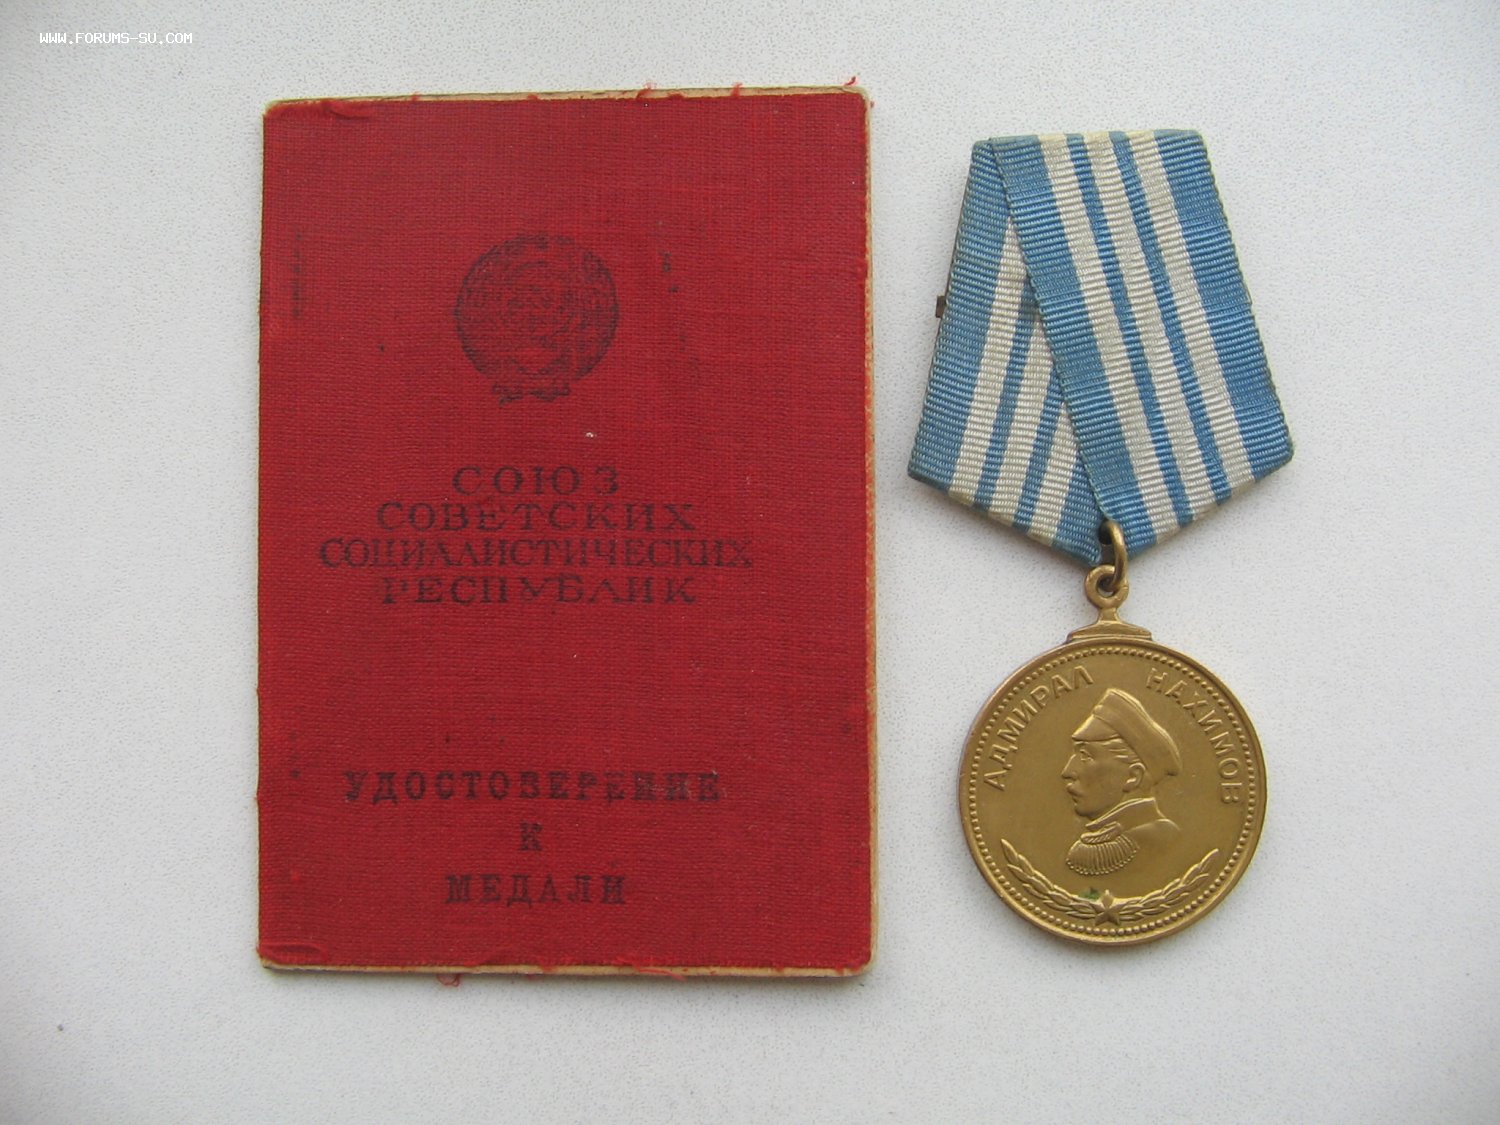 WWW.FORUMS-SU.COM
СОЮЗ
СОВЕТСКИХ
СОЦИАЛИСТИЧЕСКИХ
РЕСПУБЛИК
УДОСТОВЕРЕНИЕ
К
МЕДАЛИ
АДМИРАЛ НАХИМОВ